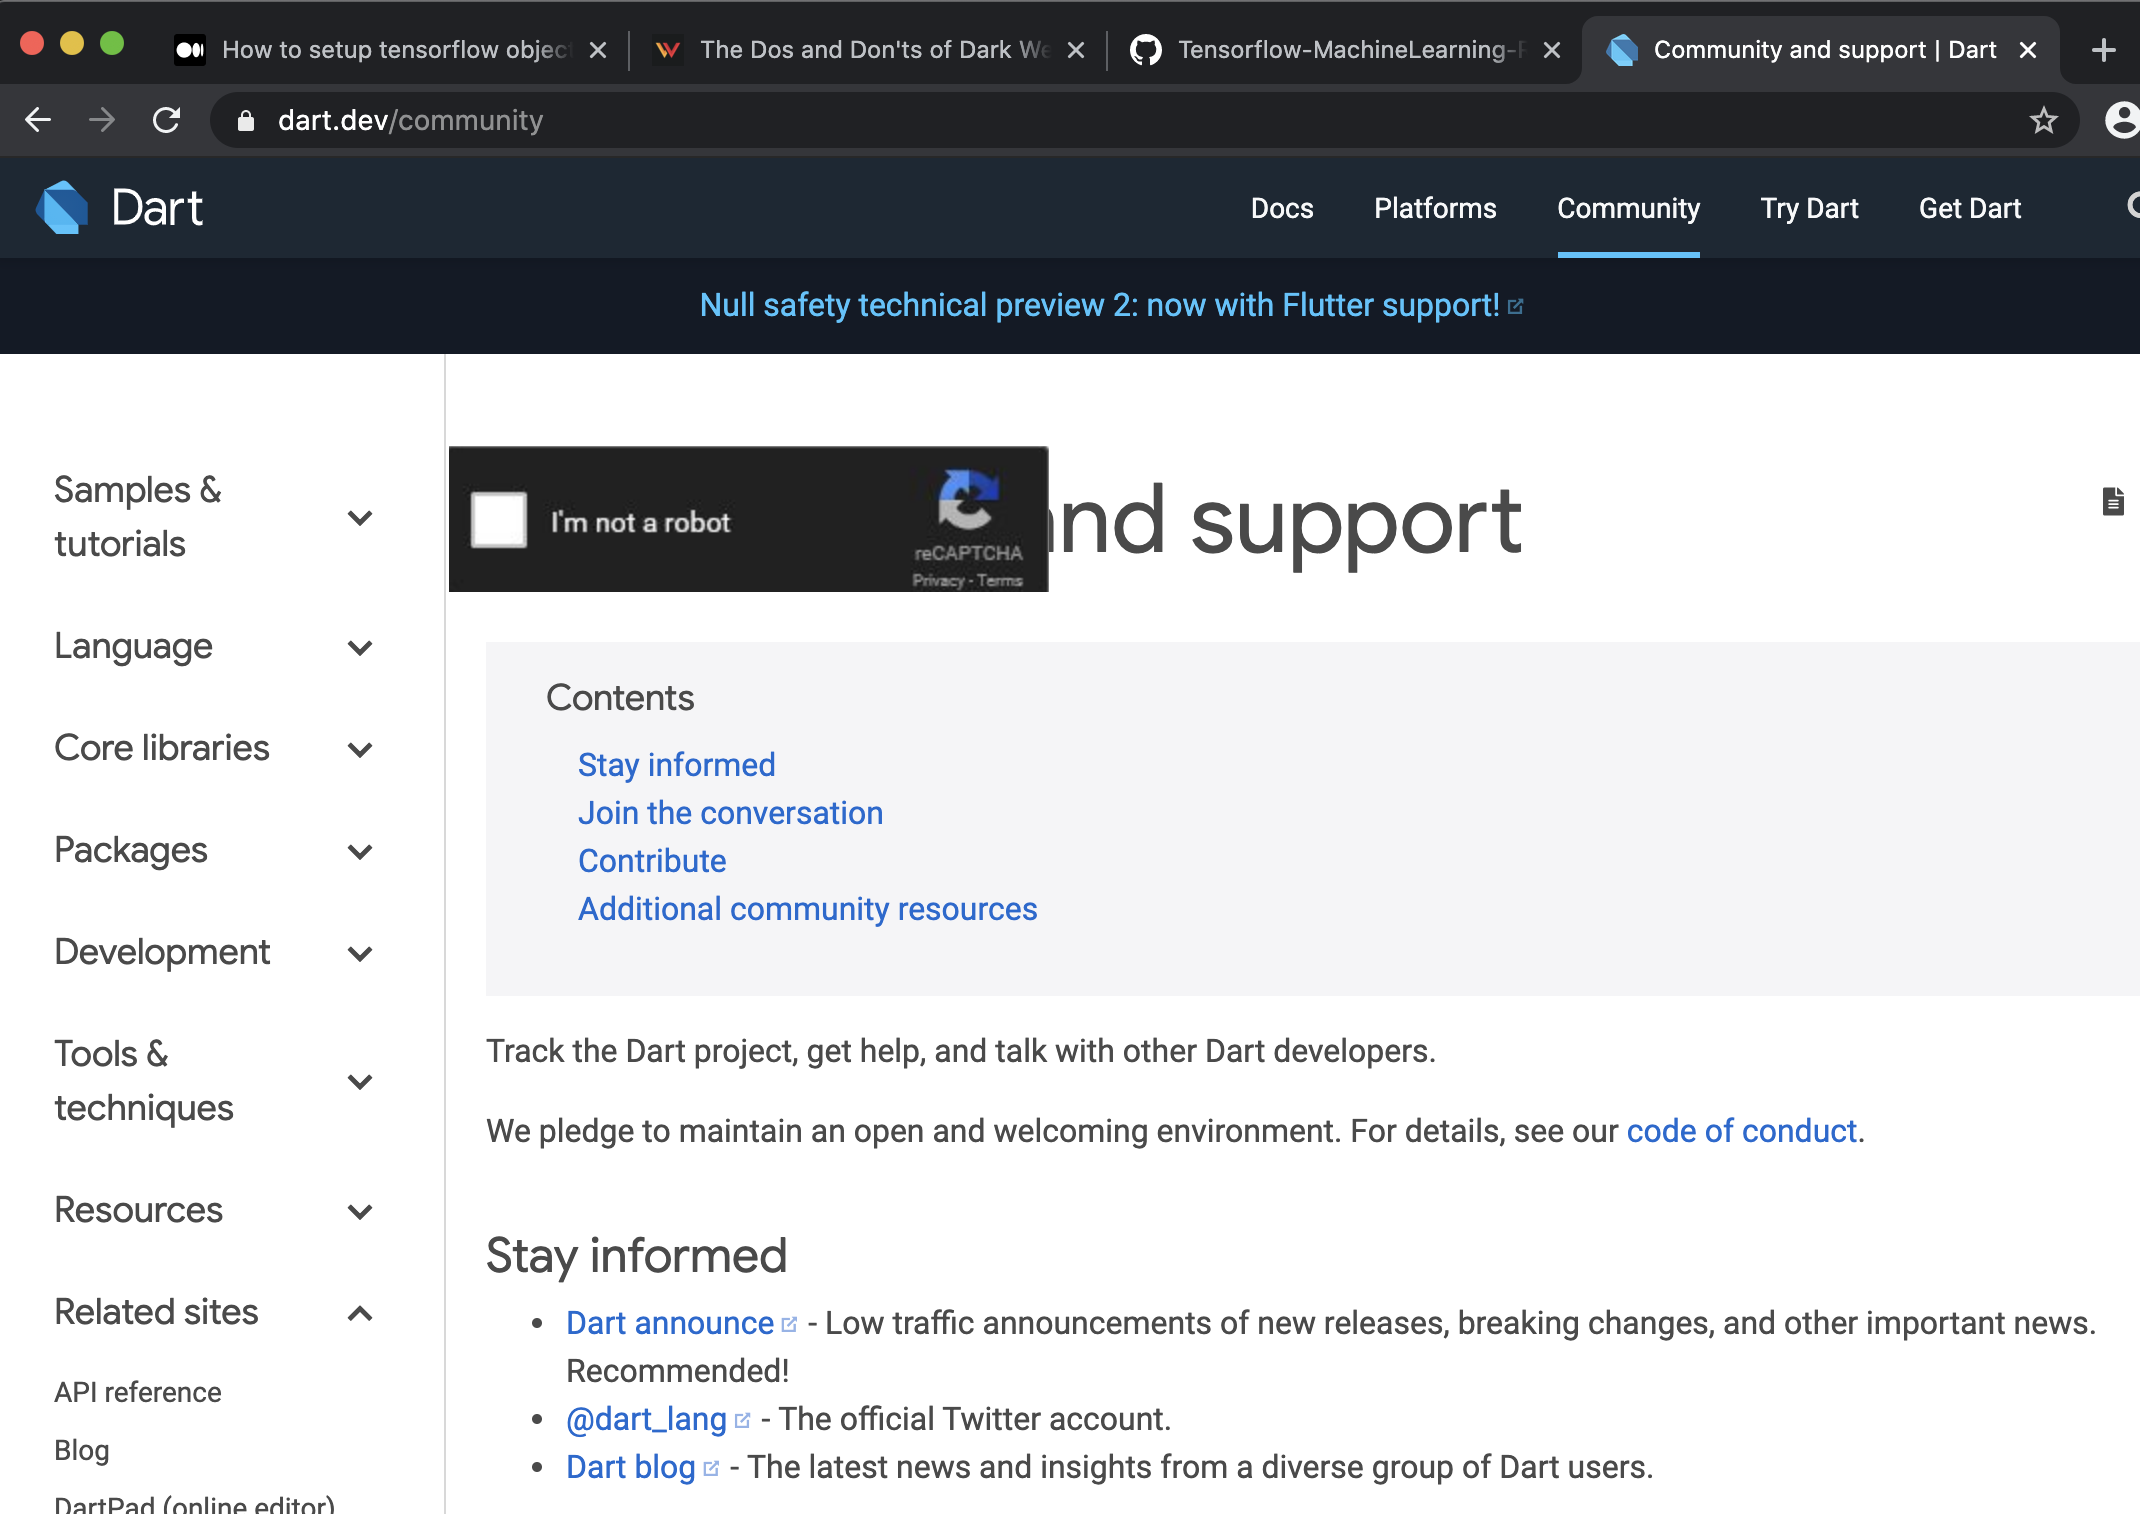 How to setup tensorflow objec
The Dos and Don'ts of Dark We
Tensorflow-MachineLearning-
Community and support | Dart
dart.dev/community
Dart
Docs
Platforms
Community
Try Dart
Get Dart
Null safety technical preview 2: now with Flutter support!
Samples &
tutorials
Language
Core libraries
Packages
Development
Tools &
techniques
Resources
Related sites
API reference
Blog
DartPad (online editor)
I'm not a robot
reCAPTCHA
Privacy - Terms
nd support
Contents
Stay informed
Join the conversation
Contribute
Additional community resources
Track the Dart project, get help, and talk with other Dart developers.
We pledge to maintain an open and welcoming environment. For details, see our code of conduct.
Stay informed
• Dart announce - Low traffic announcements of new releases, breaking changes, and other important news.
Recommended!
• @dart_lang - The official Twitter account.
• Dart blog - The latest news and insights from a diverse group of Dart users.